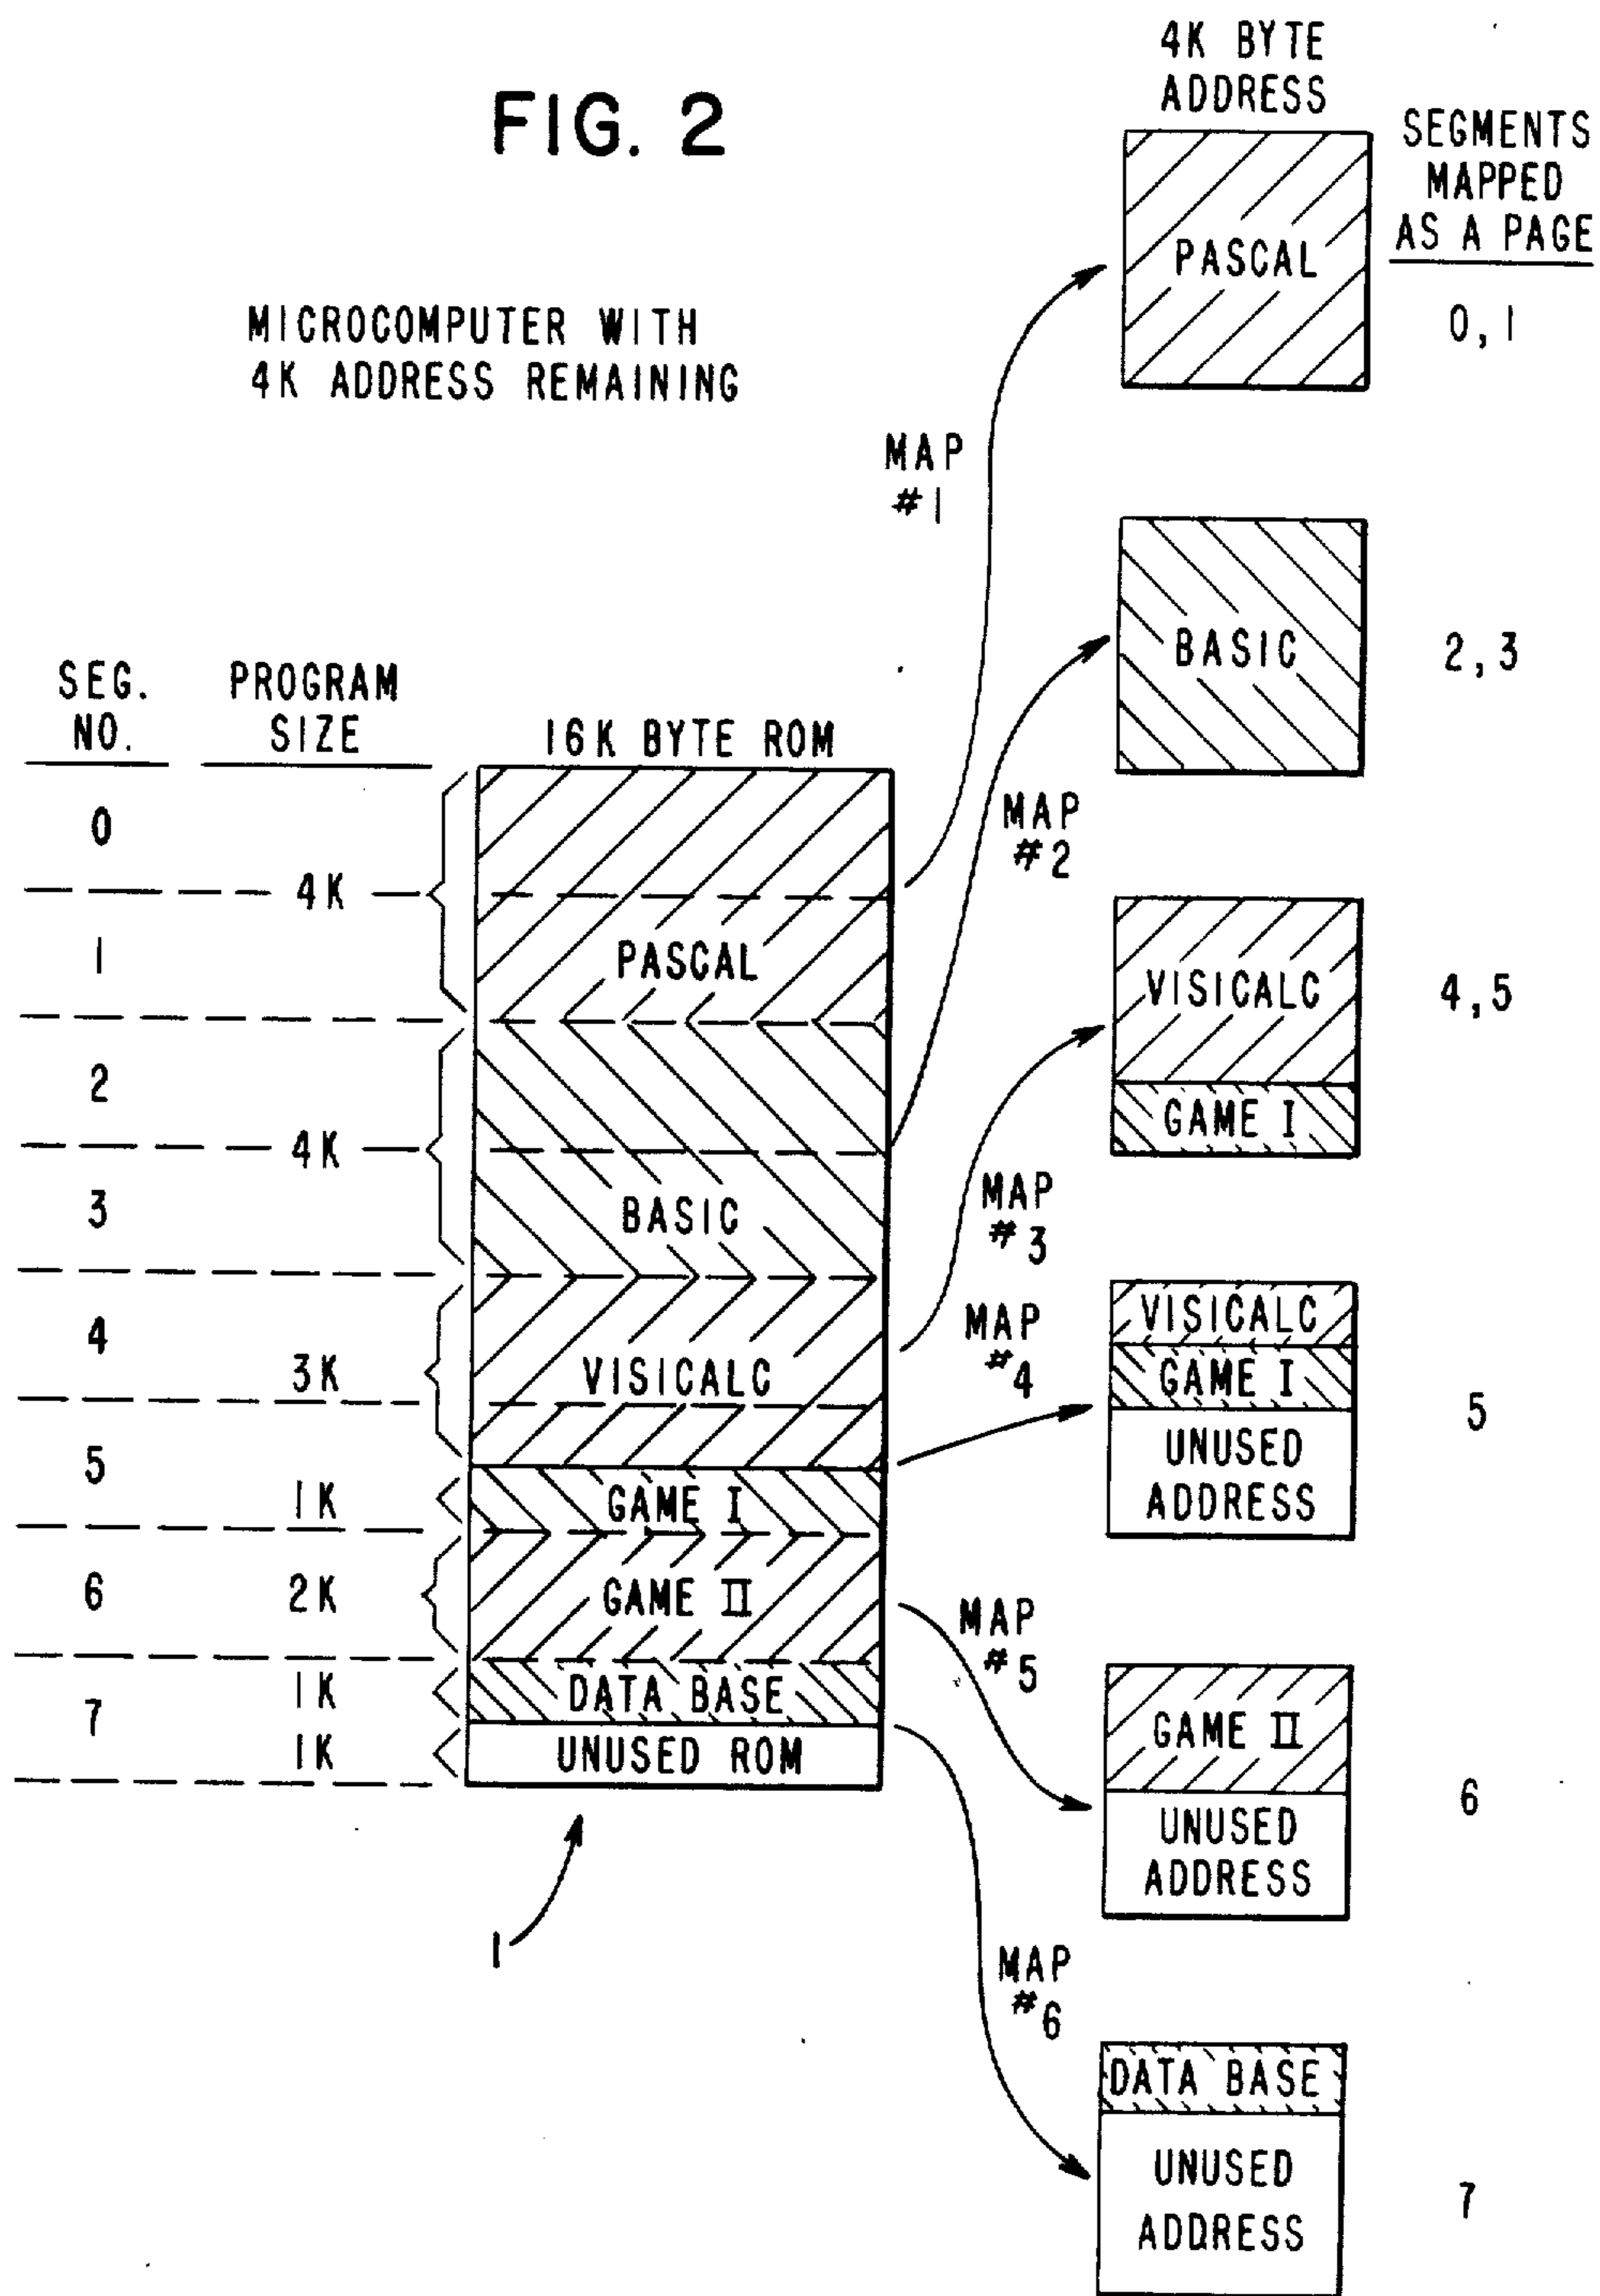 FIG. 2
4K BYTE
ADDRESS
SEGMENTS
MAPPED
AS A PAGE
MICROCOMPUTER WITH
4K ADDRESS REMAINING
PASCAL
0,1
MAP
#1
BASIC
2,3
MAP
#2
VISICALC
GAME I
4,5
MAP
#3
VISICALC
GAME I
UNUSED
ADDRESS
5
MAP
#4
GAME II
UNUSED
ADDRESS
6
MAP
#5
DATA BASE
UNUSED
ADDRESS
7
MAP
#6
SEG.
NO.
PROGRAM
SIZE
16K BYTE ROM
0
4K
1
PASCAL
2
4K
3
BASIC
4
3K
VISICALC
5
1K
GAME I
6
2K
GAME II
7
1K
DATA BASE
1K
UNUSED ROM
1